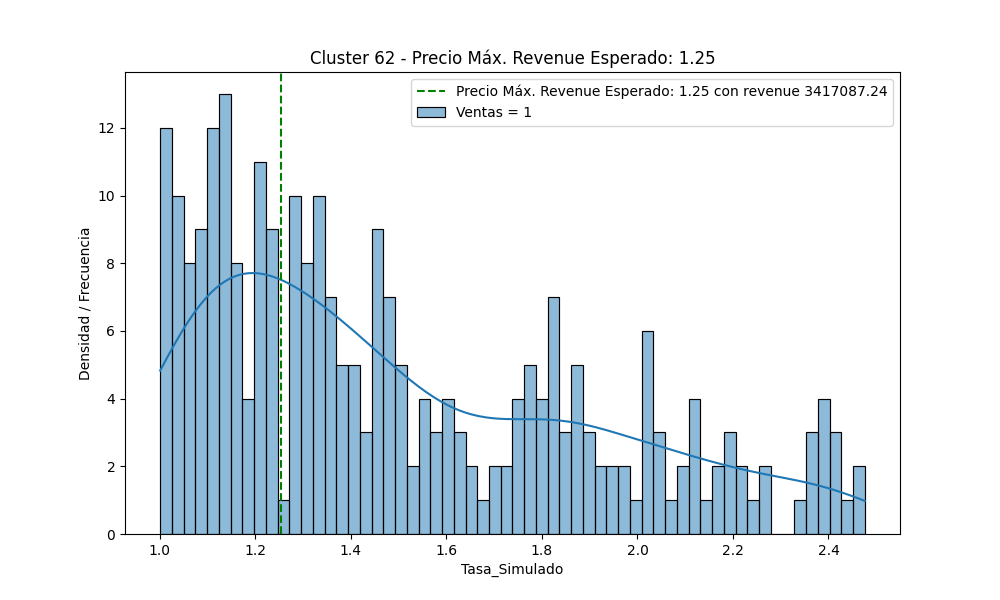 Cluster 62 - Precio Máx. Revenue Esperado: 1.25
Precio Máx. Revenue Esperado: 1.25 con revenue 3417087.24
Ventas = 1
Densidad / Frecuencia
12
10
8
6
4
2
0
1.0 1.2 1.4 1.6 1.8 2.0 2.2 2.4
Tasa_Simulado